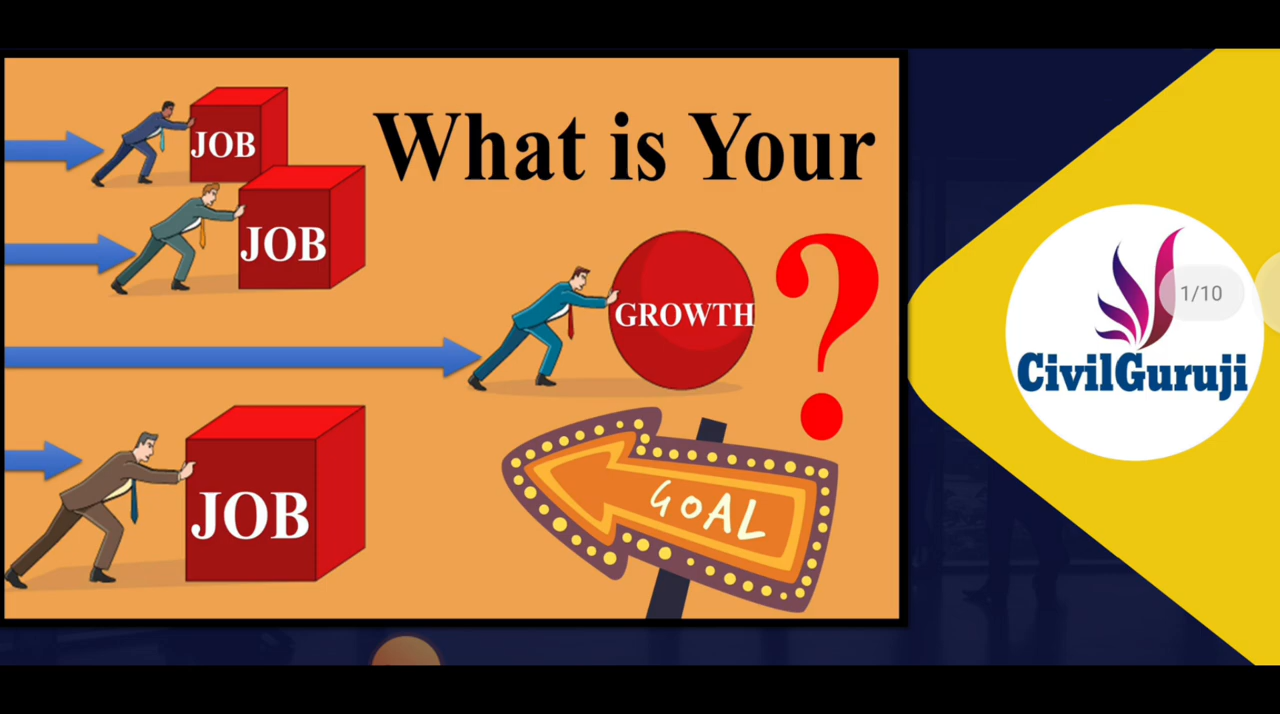 What is Your
JOB
JOB
GROWTH
?
JOB
GOAL
1/10
CivilGuruji